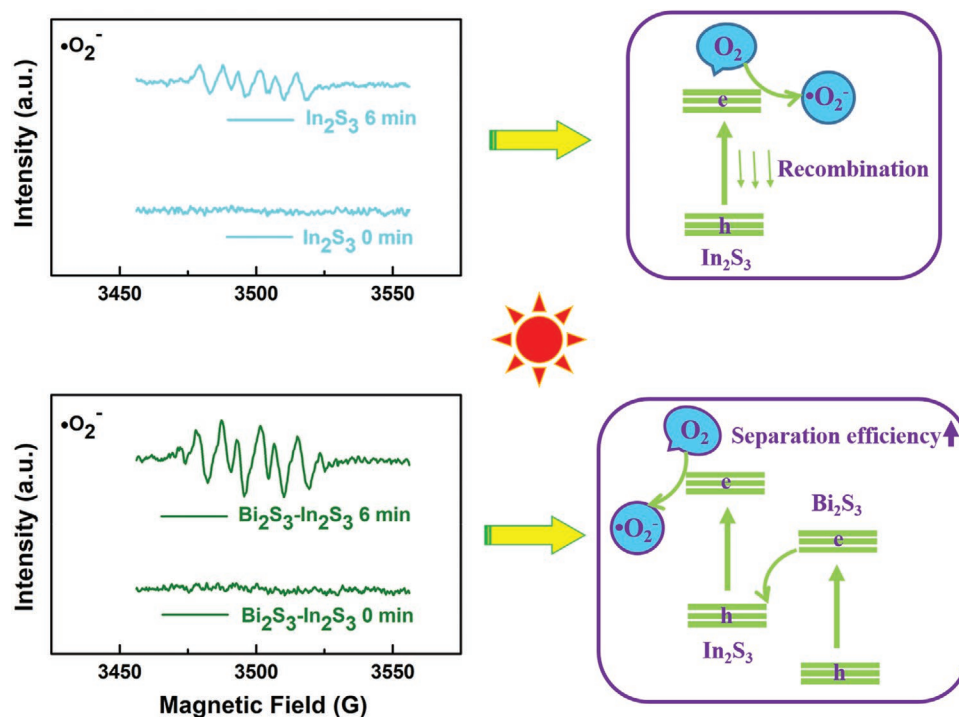 •O₂⁻
Intensity (a.u.)
In₂S₃ 6 min
In₂S₃ 0 min
3450 3500 3550
O₂
e
•O₂⁻
Recombination
h
In₂S₃
•O₂⁻
Intensity (a.u.)
Bi₂S₃-In₂S₃ 6 min
Bi₂S₃-In₂S₃ 0 min
3450 3500 3550
Magnetic Field (G)
O₂
Separation efficiency
e
Bi₂S₃
•O₂⁻
e
h
In₂S₃
h